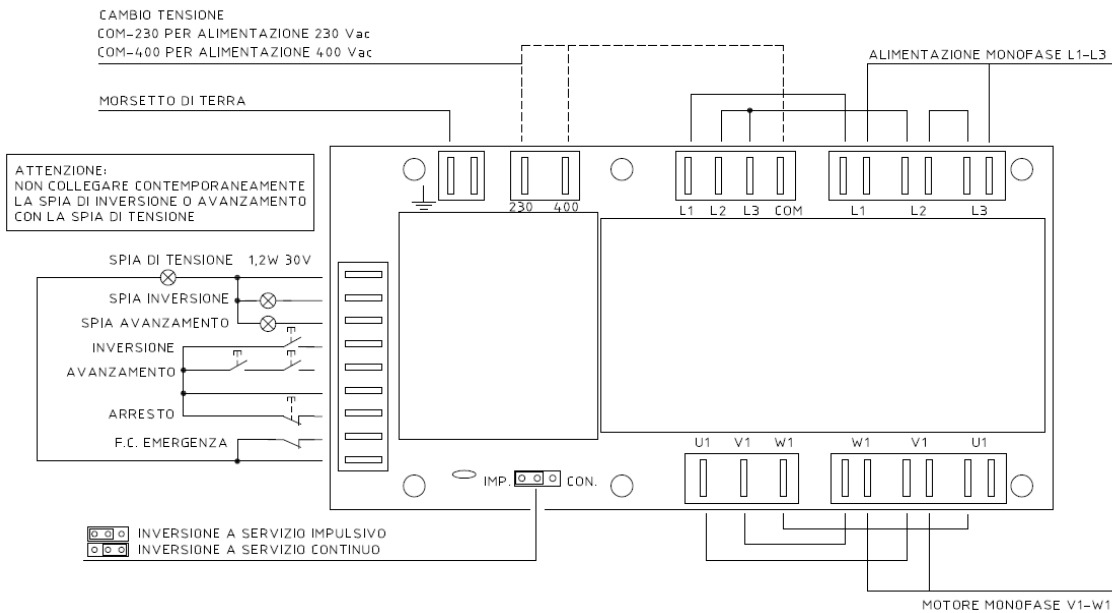 CAMBIO TENSIONE
COM-230 PER ALIMENTAZIONE 230 Vac
COM-400 PER ALIMENTAZIONE 400 Vac
ALIMENTAZIONE MONOFASE L1-L3
MORSETTO DI TERRA
ATTENZIONE:
NON COLLEGARE CONTEMPORANEAMENTE
LA SPIA DI INVERSIONE O AVANZAMENTO
CON LA SPIA DI TENSIONE
230 400
L1 L2 L3 COM
L1 L2 L3
SPIA DI TENSIONE 1,2W 30V
SPIA INVERSIONE
SPIA AVANZAMENTO
INVERSIONE
AVANZAMENTO
ARRESTO
F.C. EMERGENZA
U1 V1 W1
W1 V1 U1
IMP. CON.
INVERSIONE A SERVIZIO IMPULSIVO
INVERSIONE A SERVIZIO CONTINUO
MOTORE MONOFASE V1-W1